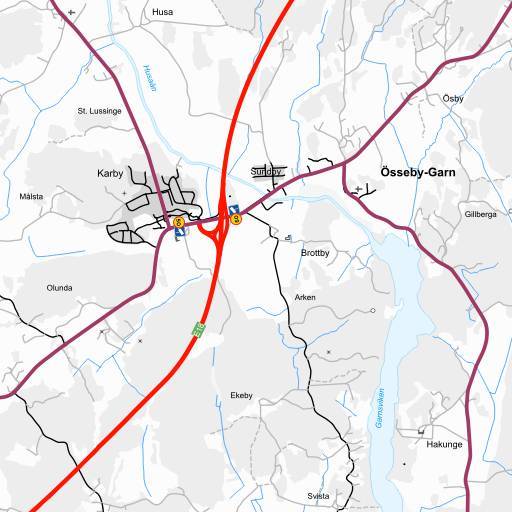 Husa
Husaån
Ösby
St. Lussinge
Karby
Sundby
Össeby-Garn
Målsta
Gillberga
Brottby
Olunda
Arken
E18
Ekeby
Garnsviken
Hakunge
Svista